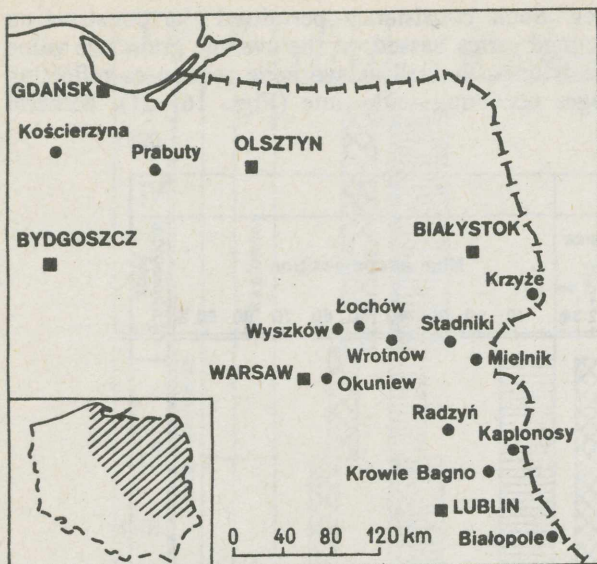 GDAŃSK
Kościerzyna
Prabuty
OLSZTYN
BYDGOSZCZ
BIAŁYSTOK
Krzyże
Łochów
Wyszków
Stadniki
Wrotnów
Mielnik
WARSAW
Okuniew
Radzyń
Kaplonosy
Krowie Bagno
LUBLIN
Białopole
0 40 80 120 km